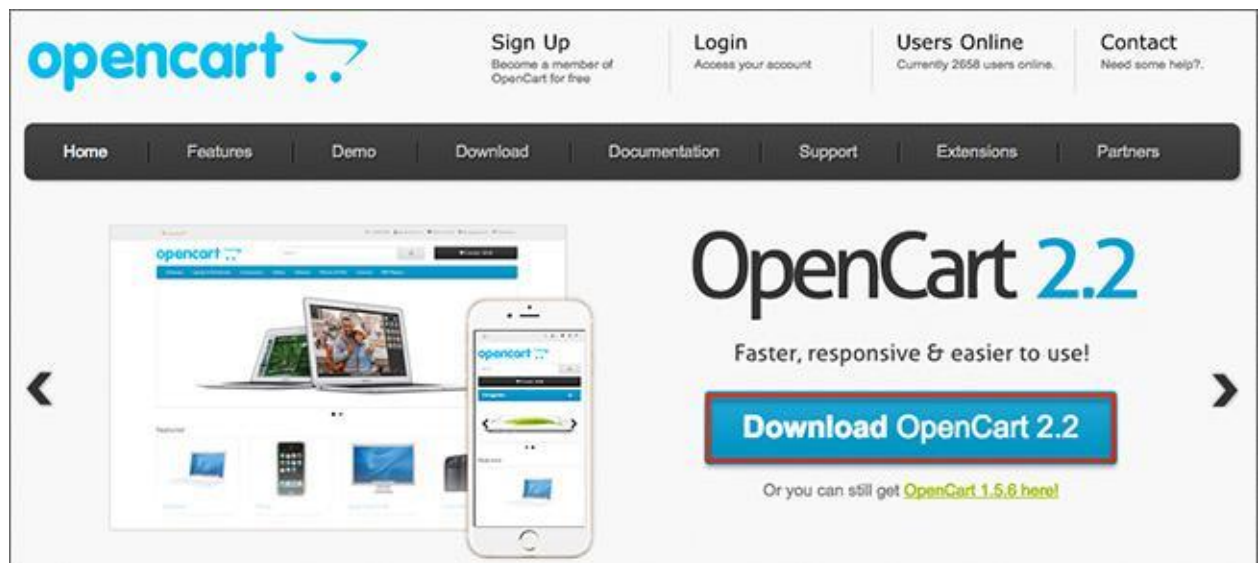 opencart
Sign Up
Become a member of
OpenCart for free
Login
Access your account
Users Online
Currently 2658 users online.
Contact
Need some help?.
Home Features Demo Download Documentation Support Extensions Partners
opencart
opencart
Featured
OpenCart 2.2
Faster, responsive & easier to use!
Download OpenCart 2.2
Or you can still get OpenCart 1.5.6 here!